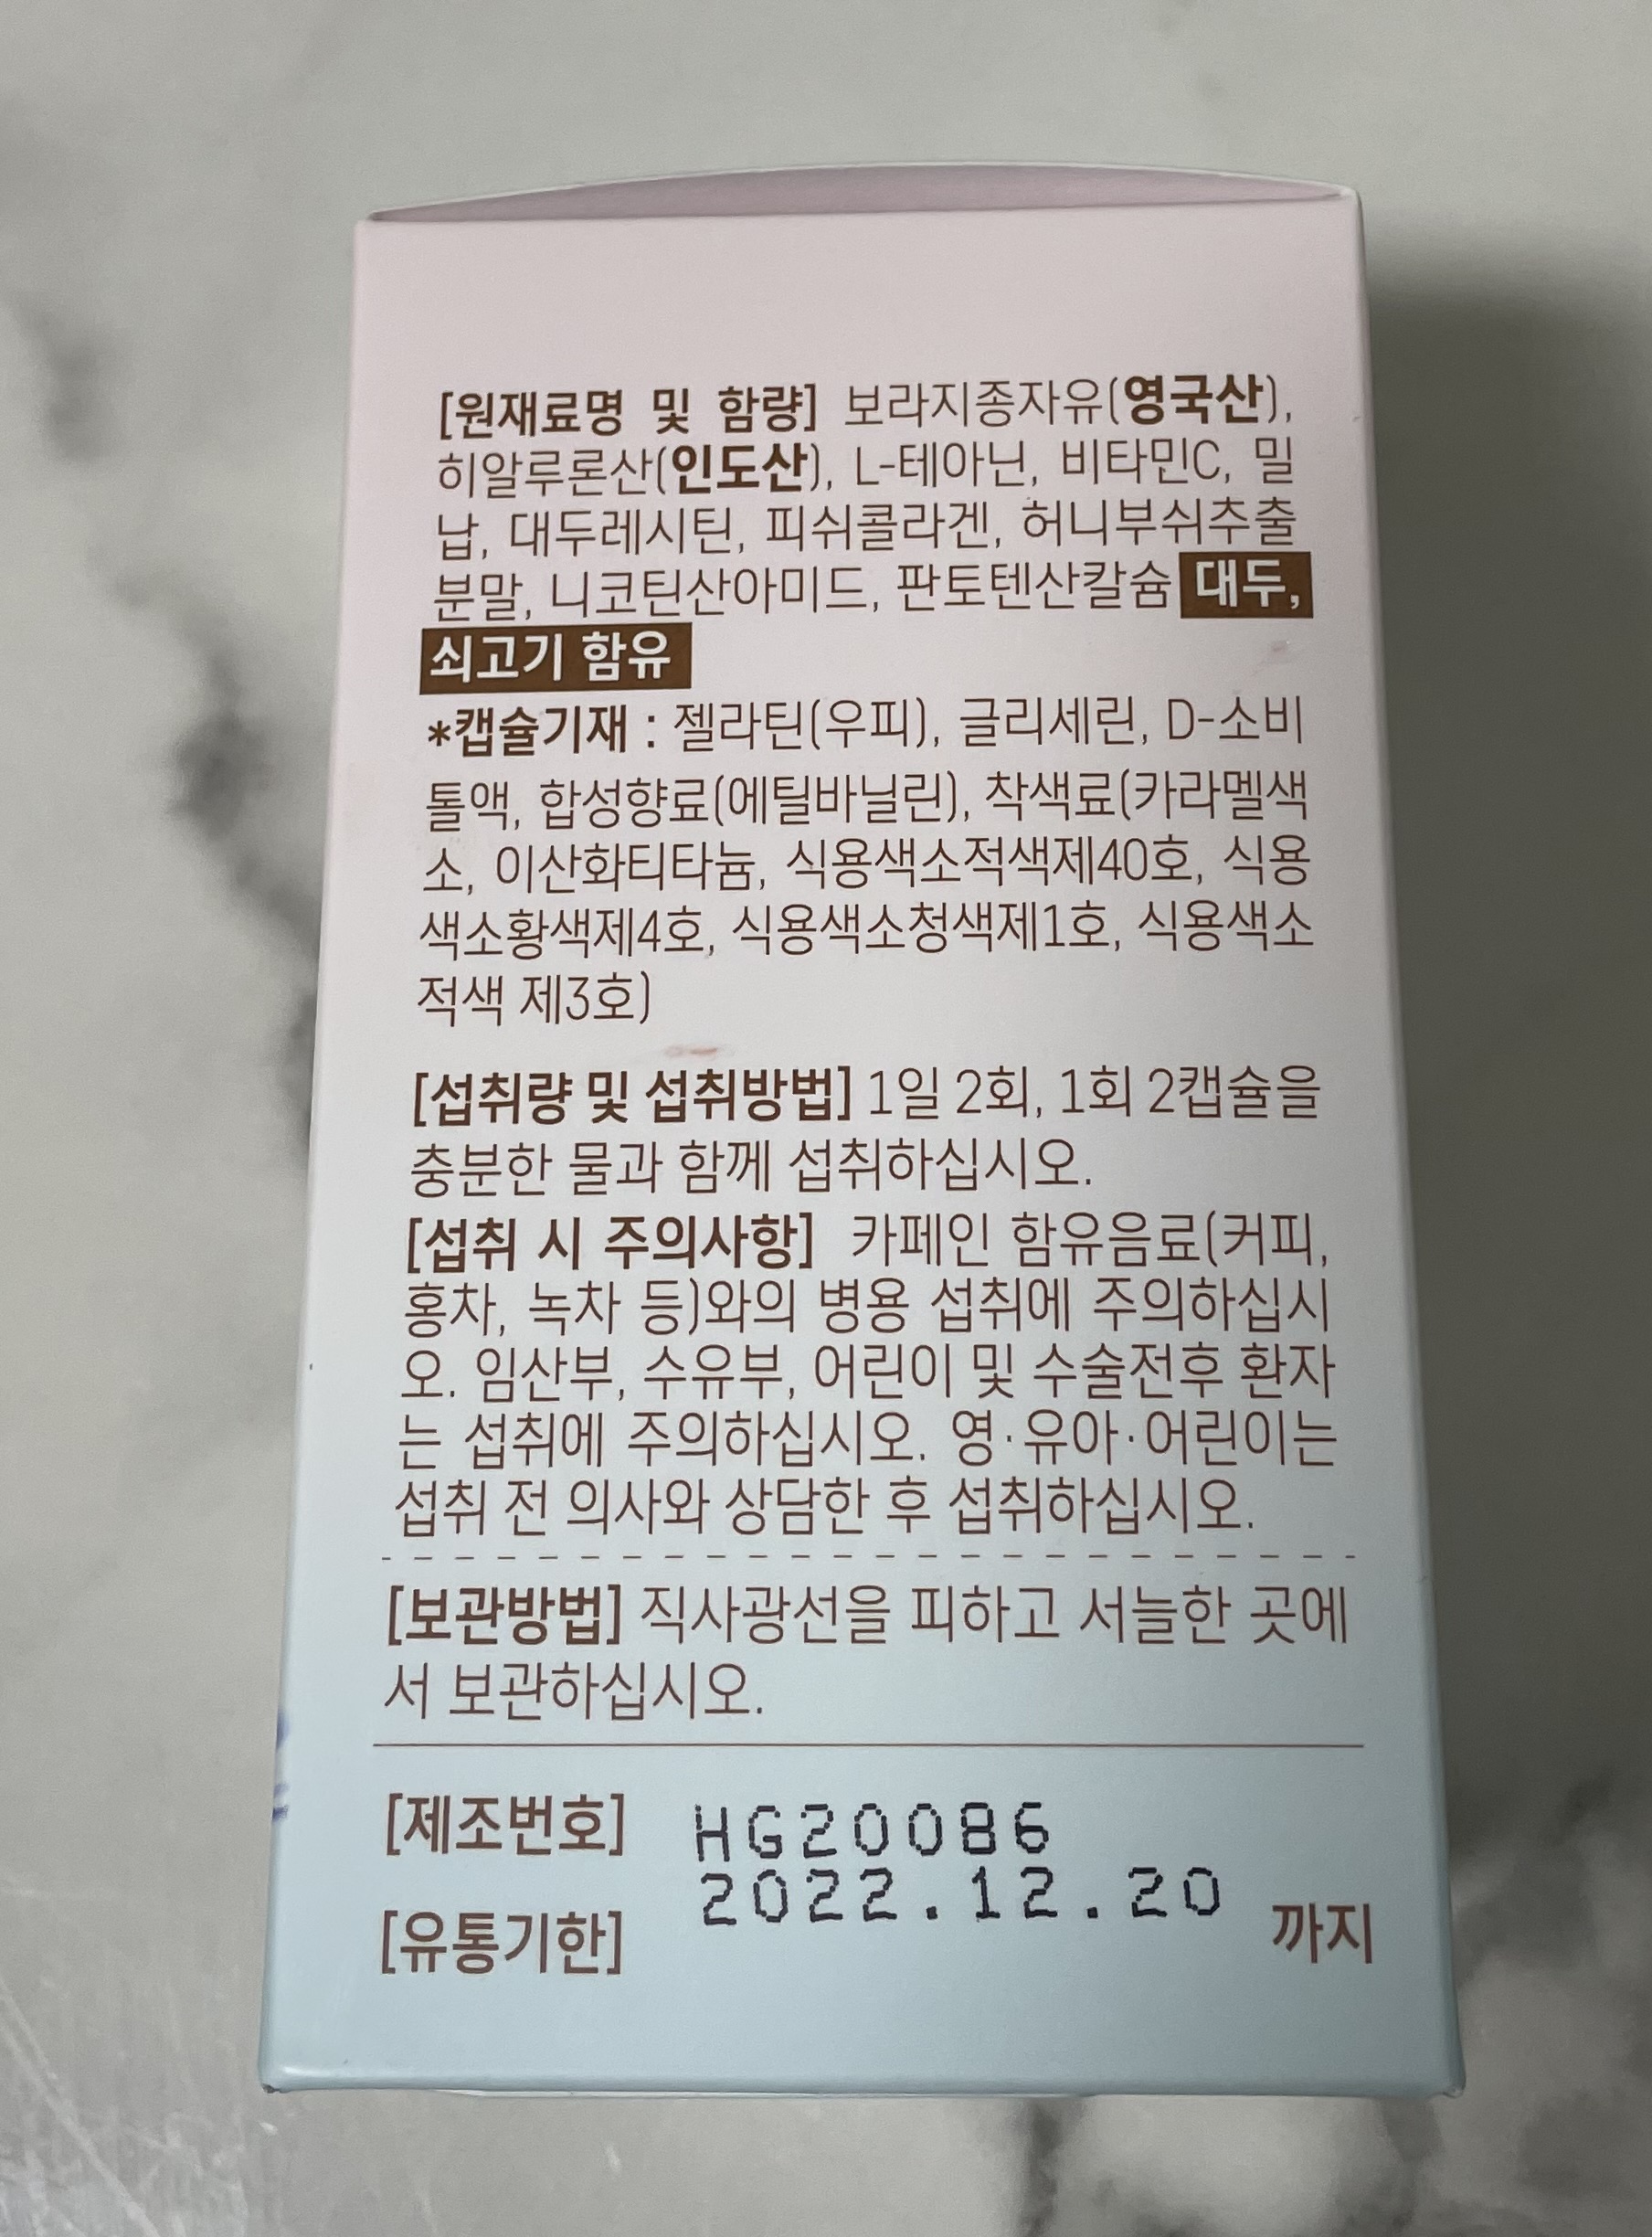 [원재료명 및 함량] 보라지종자유(영국산),
히알루론산(인도산), L-테아닌, 비타민C, 밀
납, 대두레시틴, 피쉬콜라겐, 허니부쉬추출
분말, 니코틴산아미드, 판토텐산칼슘 대두,
쇠고기 함유
*캡슐기재 : 젤라틴(우피), 글리세린, D-소비
톨액, 합성향료(에틸바닐린), 착색료(카라멜색
소, 이산화티타늄, 식용색소적색제40호, 식용
색소황색제4호, 식용색소청색제1호, 식용색소
적색 제3호)
[섭취량 및 섭취방법] 1일 2회, 1회 2캡슐을
충분한 물과 함께 섭취하십시오.
[섭취 시 주의사항] 카페인 함유음료(커피,
홍차, 녹차 등)와의 병용 섭취에 주의하십시
오. 임산부, 수유부, 어린이 및 수술전후 환자
는 섭취에 주의하십시오. 영·유아·어린이는
섭취 전 의사와 상담한 후 섭취하십시오.
[보관방법] 직사광선을 피하고 서늘한 곳에
서 보관하십시오.
[제조번호] HG20086
[유통기한] 2022.12.20 까지